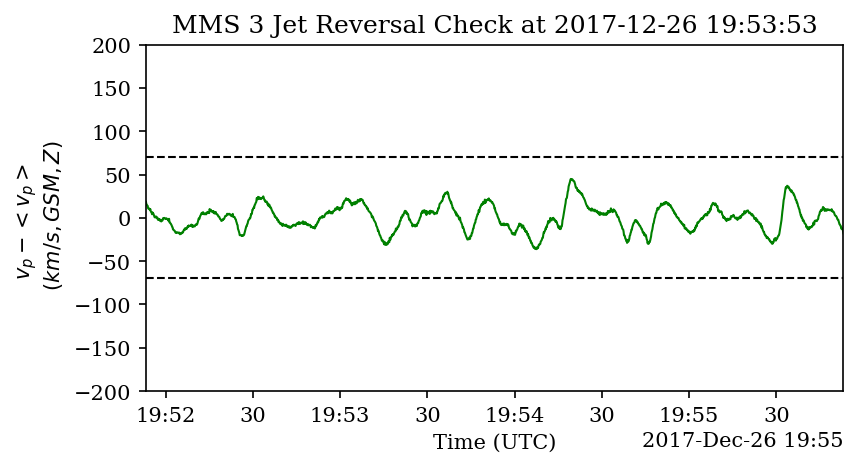 MMS 3 Jet Reversal Check at 2017-12-26 19:53:53
v_p − < v_p >
(km/s, GSM, Z)
200
150
100
50
0
−50
−100
−150
−200
19:52 30 19:53 30 19:54 30 19:55 30
Time (UTC) 2017-Dec-26 19:55